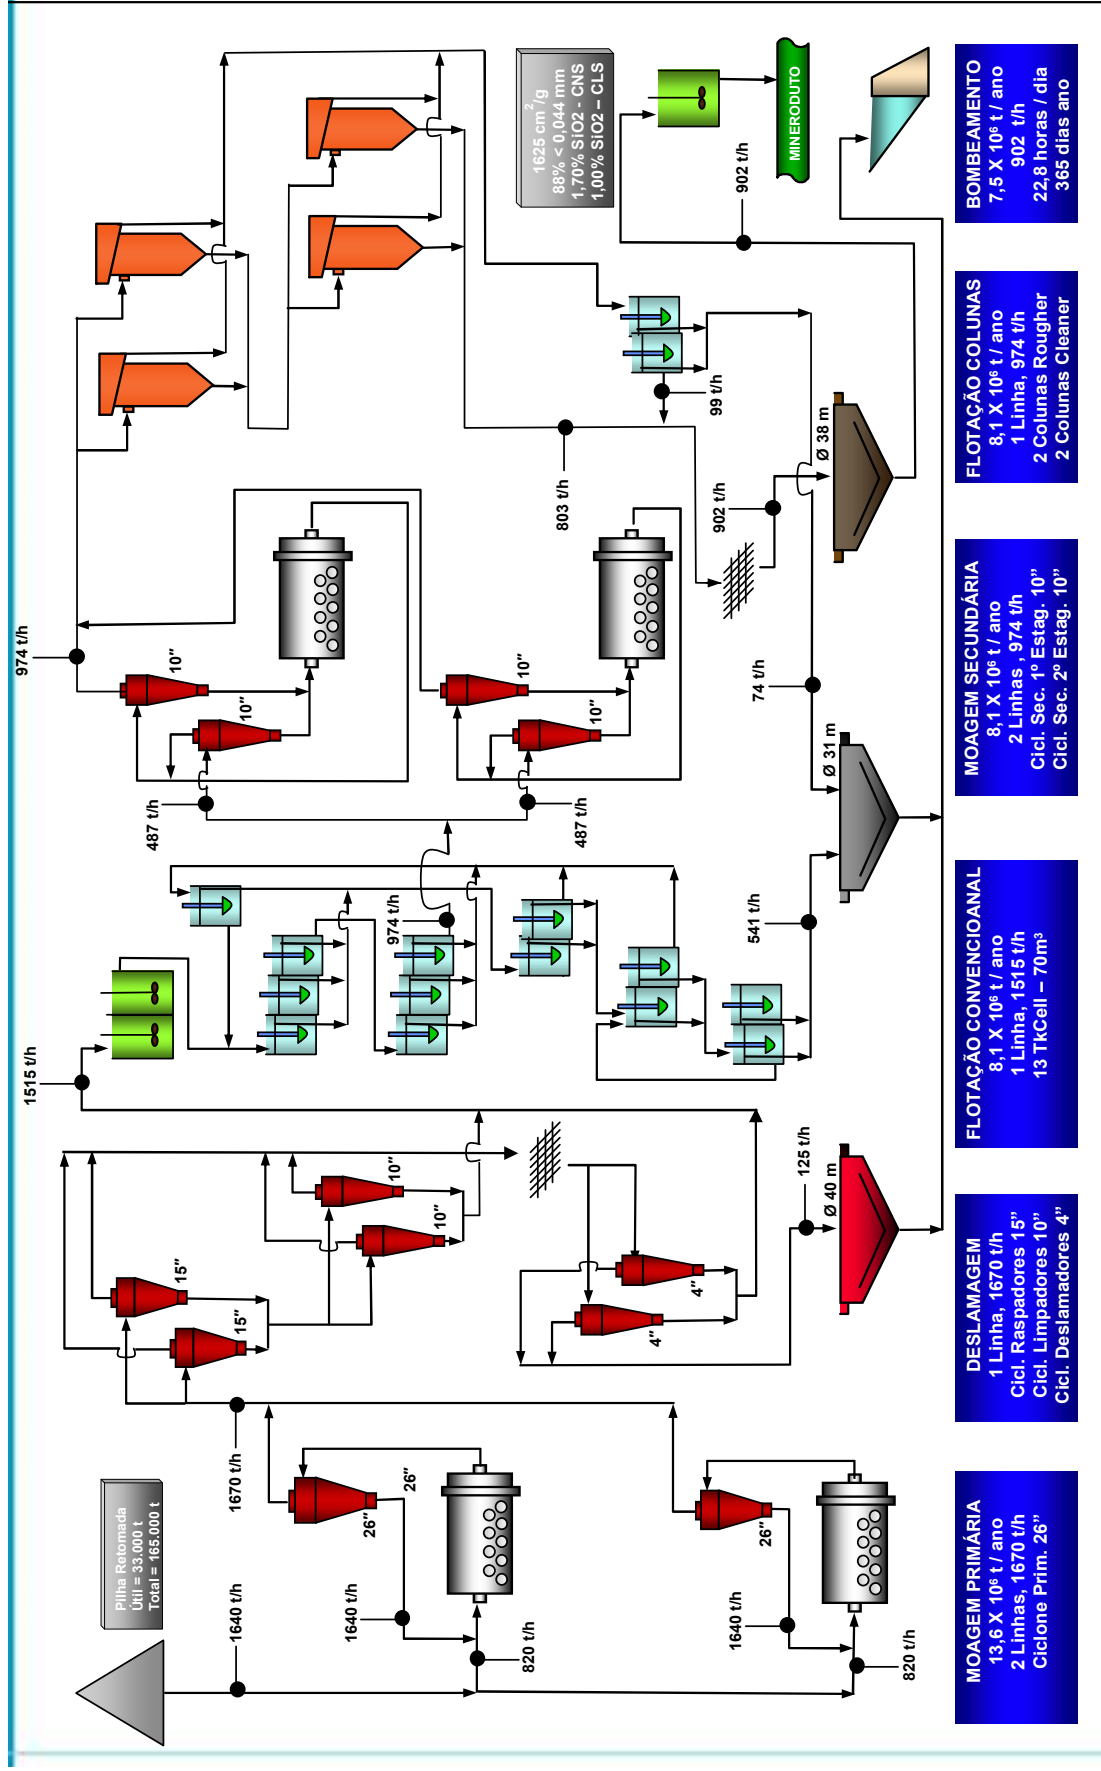 Pilha Retomada
Útil = 33.000 t
Total = 165.000 t
1640 t/h
1640 t/h
820 t/h
1640 t/h
820 t/h
26"
26"
26"
1670 t/h
15"
15"
10"
10"
4"
4"
125 t/h
Ø 40 m
1515 t/h
974 t/h
541 t/h
487 t/h
487 t/h
10"
10"
10"
10"
974 t/h
Ø 31 m
74 t/h
803 t/h
902 t/h
99 t/h
Ø 38 m
902 t/h
1625 cm2/g
88% < 0,044 mm
1,70% SiO2 - CNS
1,00% SiO2 – CLS
MINERODUTO
MOAGEM PRIMÁRIA
13,6 X 10⁶ t / ano
2 Linhas, 1670 t/h
Ciclone Prim. 26”
DESLAMAGEM
1 Linha, 1670 t/h
Cicl. Raspadores 15”
Cicl. Limpadores 10”
Cicl. Deslamadores 4”
FLOTAÇÃO CONVENCIOANAL
8,1 X 10⁶ t / ano
1 Linha, 1515 t/h
13 TkCell – 70m³
MOAGEM SECUNDÁRIA
8,1 X 10⁶ t / ano
2 Linhas , 974 t/h
Cicl. Sec. 1º Estag. 10”
Cicl. Sec. 2º Estag. 10”
FLOTAÇÃO COLUNAS
8,1 X 10⁶ t / ano
1 Linha, 974 t/h
2 Colunas Rougher
2 Colunas Cleaner
BOMBEAMENTO
7,5 X 10⁶ t / ano
902 t/h
22,8 horas / dia
365 dias ano